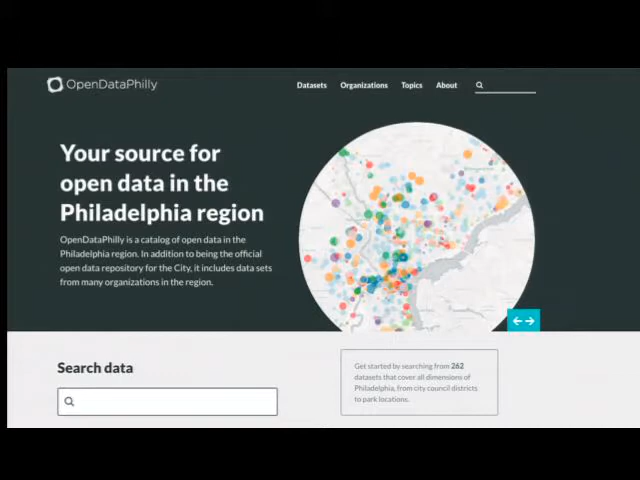 OpenDataPhilly
Datasets Organizations Topics About
Your source for
open data in the
Philadelphia region
OpenDataPhilly is a catalog of open data in the
Philadelphia region. In addition to being the official
open data repository for the City, it includes data sets
from many organizations in the region.
Search data
Get started by searching from 262
datasets that cover all dimensions of
Philadelphia, from city council districts
to park locations.